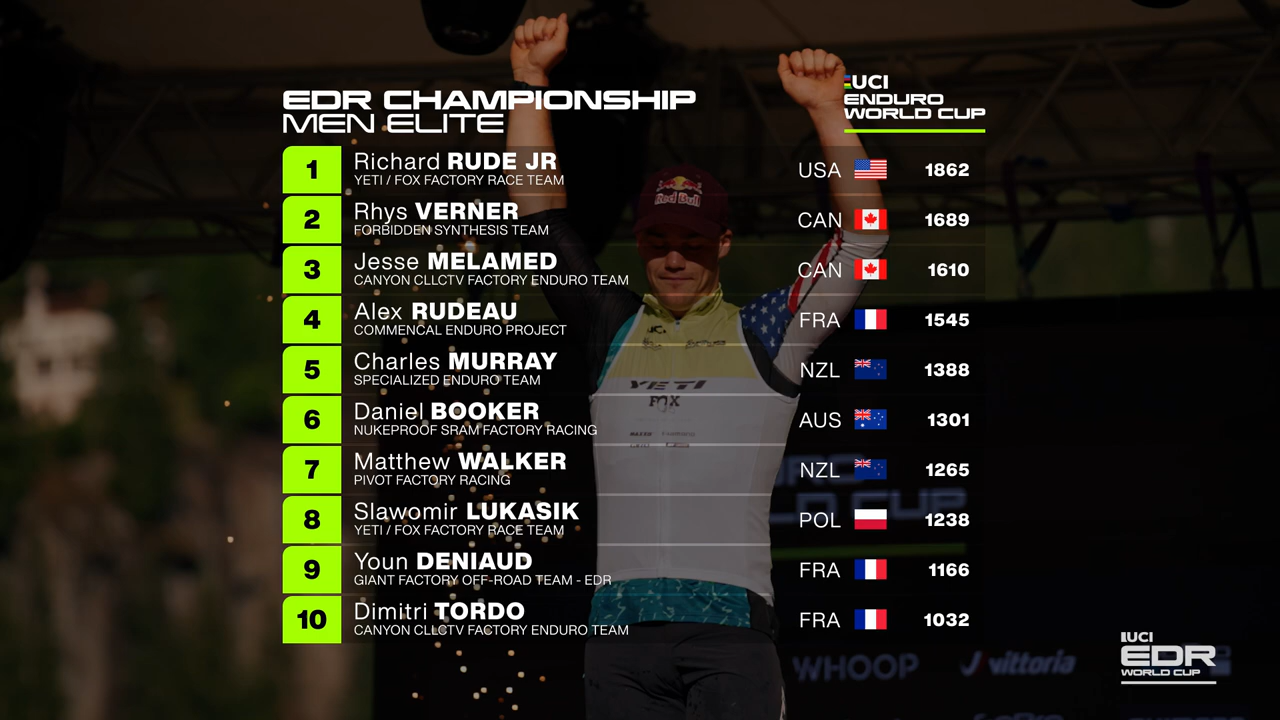 EDR CHAMPIONSHIP
MEN ELITE
UCI
ENDURO
WORLD CUP
1 Richard RUDE JR USA 1862
YETI / FOX FACTORY RACE TEAM
2 Rhys VERNER CAN 1689
FORBIDDEN SYNTHESIS TEAM
3 Jesse MELAMED CAN 1610
CANYON CLLCTV FACTORY ENDURO TEAM
4 Alex RUDEAU FRA 1545
COMMENCAL ENDURO PROJECT
5 Charles MURRAY NZL 1388
SPECIALIZED ENDURO TEAM
6 Daniel BOOKER AUS 1301
NUKEPROOF SRAM FACTORY RACING
7 Matthew WALKER NZL 1265
PIVOT FACTORY RACING
8 Slawomir LUKASIK POL 1238
YETI / FOX FACTORY RACE TEAM
9 Youn DENIAUD FRA 1166
GIANT FACTORY OFF-ROAD TEAM - EDR
10 Dimitri TORDO FRA 1032
CANYON CLLCTV FACTORY ENDURO TEAM
Red Bull
UCI
YETI
FOX
WORLD CUP
WHOOP
vittoria
UCI
EDR
WORLD CUP